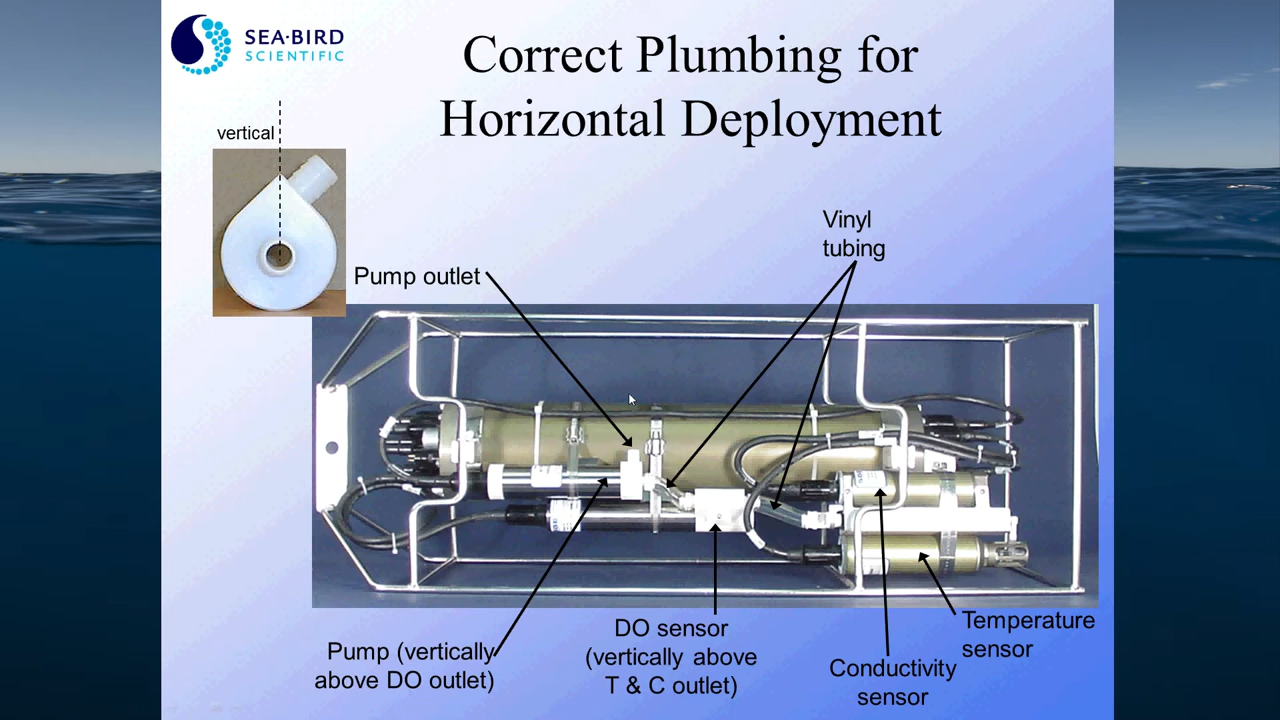 SEA·BIRD
SCIENTIFIC
Correct Plumbing for
Horizontal Deployment
vertical
Vinyl
tubing
Pump outlet
Pump (vertically
above DO outlet)
DO sensor
(vertically above
T & C outlet)
Conductivity
sensor
Temperature
sensor